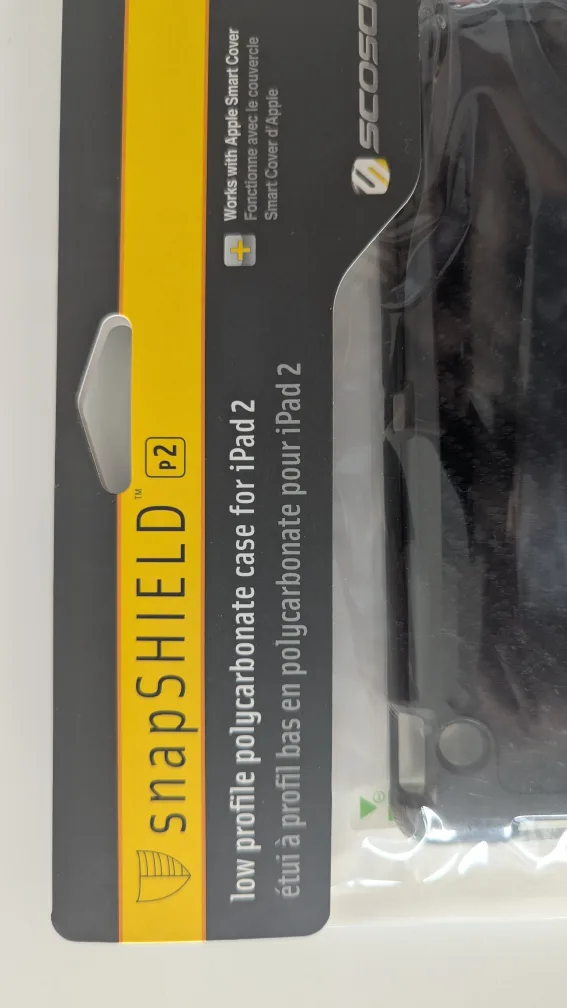 snapSHIELD™ p2
low profile polycarbonate case for iPad 2
étui à profil bas en polycarbonate pour iPad 2
Works with Apple Smart Cover
Fonctionne avec le couvercle
Smart Cover d'Apple